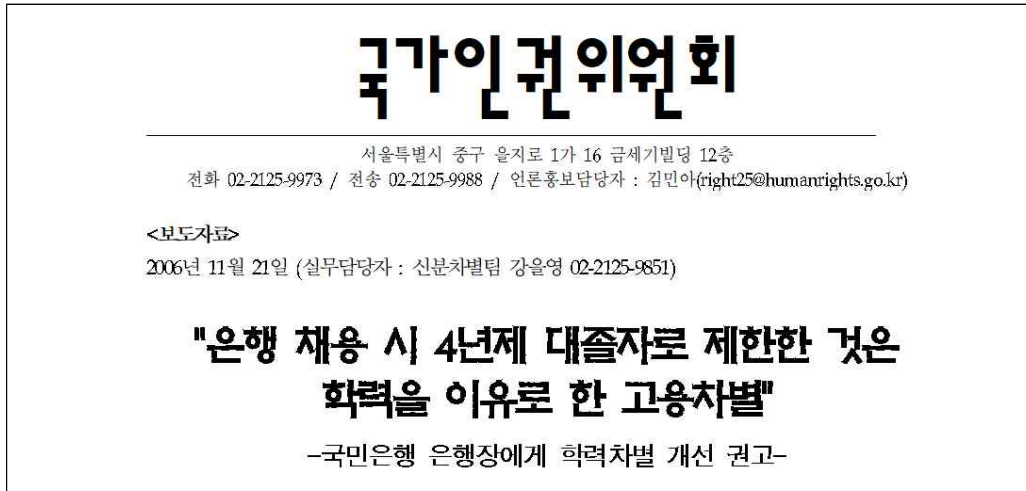 국가인권위원회
서울특별시 중구 을지로 1가 16 금세기빌딩 12층
전화 02-2125-9973 / 전송 02-2125-9988 / 언론홍보담당자 : 김민아(right25@humanrights.go.kr)
<보도자료>
2006년 11월 21일 (실무담당자 : 신분차별팀 강을영 02-2125-9851)
"은행 채용 시 4년제 대졸자로 제한한 것은
학력을 이유로 한 고용차별"
-국민은행 은행장에게 학력차별 개선 권고-